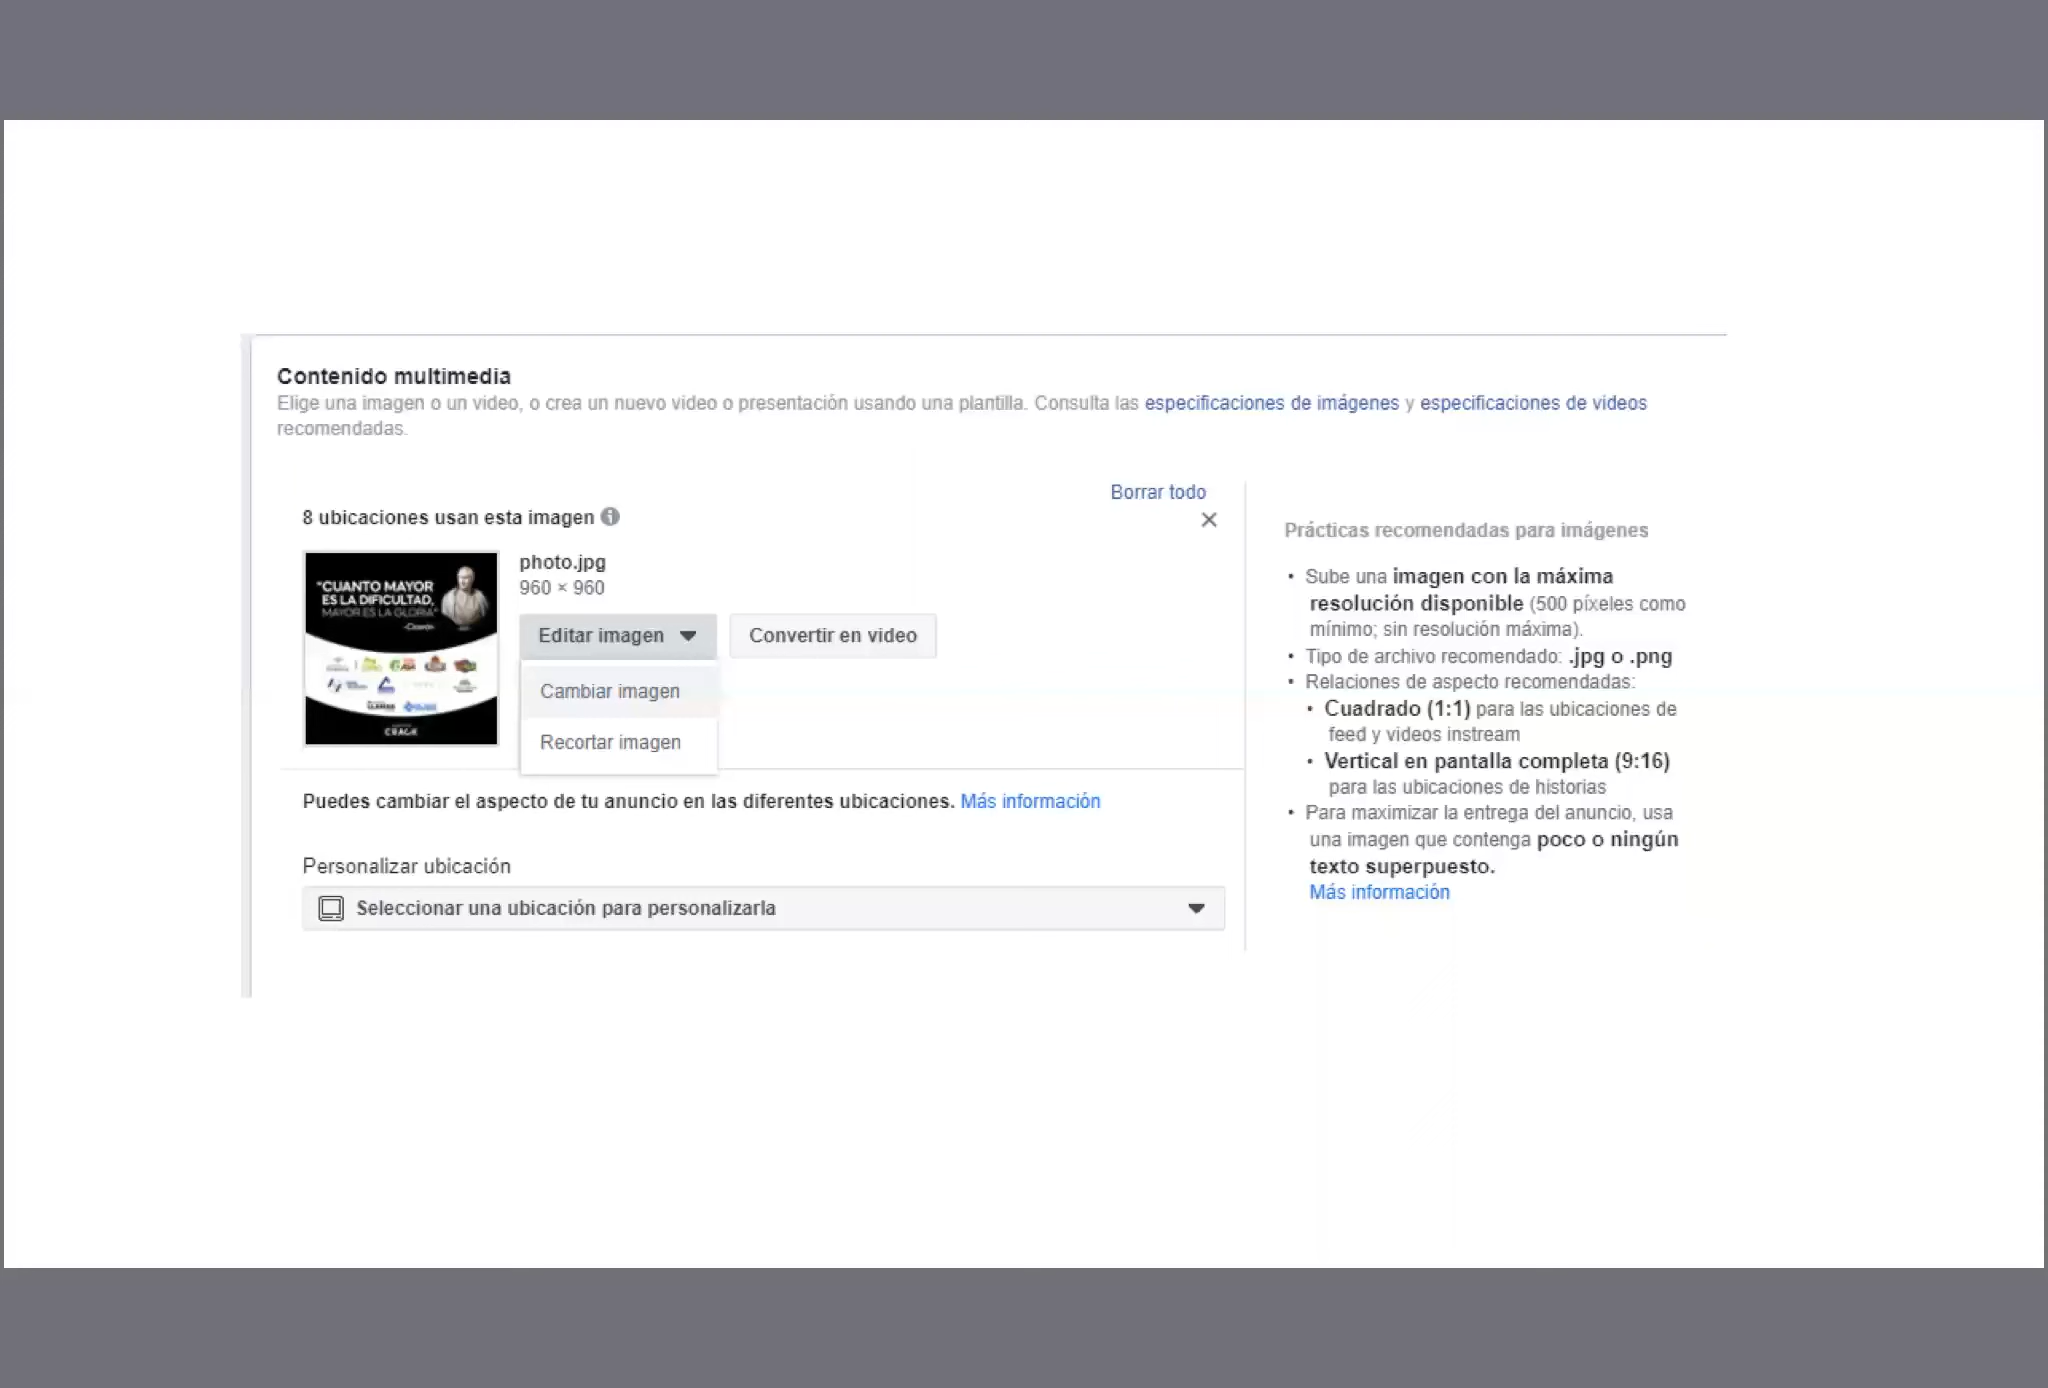 Contenido multimedia
Elige una imagen o un video, o crea un nuevo video o presentación usando una plantilla. Consulta las especificaciones de imágenes y especificaciones de videos
recomendadas.
Borrar todo
8 ubicaciones usan esta imagen
photo.jpg
960 × 960
Editar imagen
Convertir en video
Cambiar imagen
Recortar imagen
"CUANTO MAYOR
ES LA DIFICULTAD,
MAYOR ES LA GLORIA"
-Cicerón-
Puedes cambiar el aspecto de tu anuncio en las diferentes ubicaciones. Más información
Personalizar ubicación
Seleccionar una ubicación para personalizarla
Prácticas recomendadas para imágenes
• Sube una imagen con la máxima
resolución disponible (500 píxeles como
mínimo; sin resolución máxima).
• Tipo de archivo recomendado: .jpg o .png
• Relaciones de aspecto recomendadas:
• Cuadrado (1:1) para las ubicaciones de
feed y videos instream
• Vertical en pantalla completa (9:16)
para las ubicaciones de historias
• Para maximizar la entrega del anuncio, usa
una imagen que contenga poco o ningún
texto superpuesto.
Más información